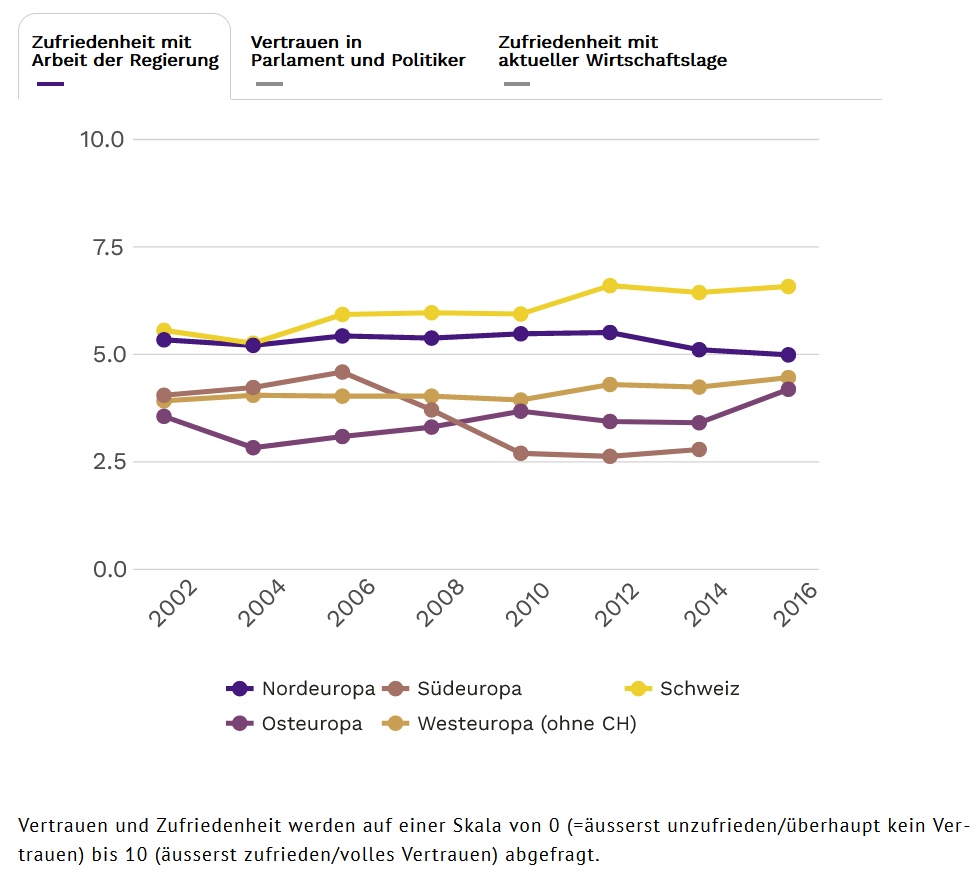 Zufriedenheit mit
Arbeit der Regierung
Vertrauen in
Parlament und Politiker
Zufriedenheit mit
aktueller Wirtschaftslage
10.0
7.5
5.0
2.5
0.0
2002 2004 2006 2008 2010 2012 2014 2016
Nordeuropa Südeuropa Schweiz
Osteuropa Westeuropa (ohne CH)
Vertrauen und Zufriedenheit werden auf einer Skala von 0 (=äusserst unzufrieden/überhaupt kein Ver-
trauen) bis 10 (äusserst zufrieden/volles Vertrauen) abgefragt.